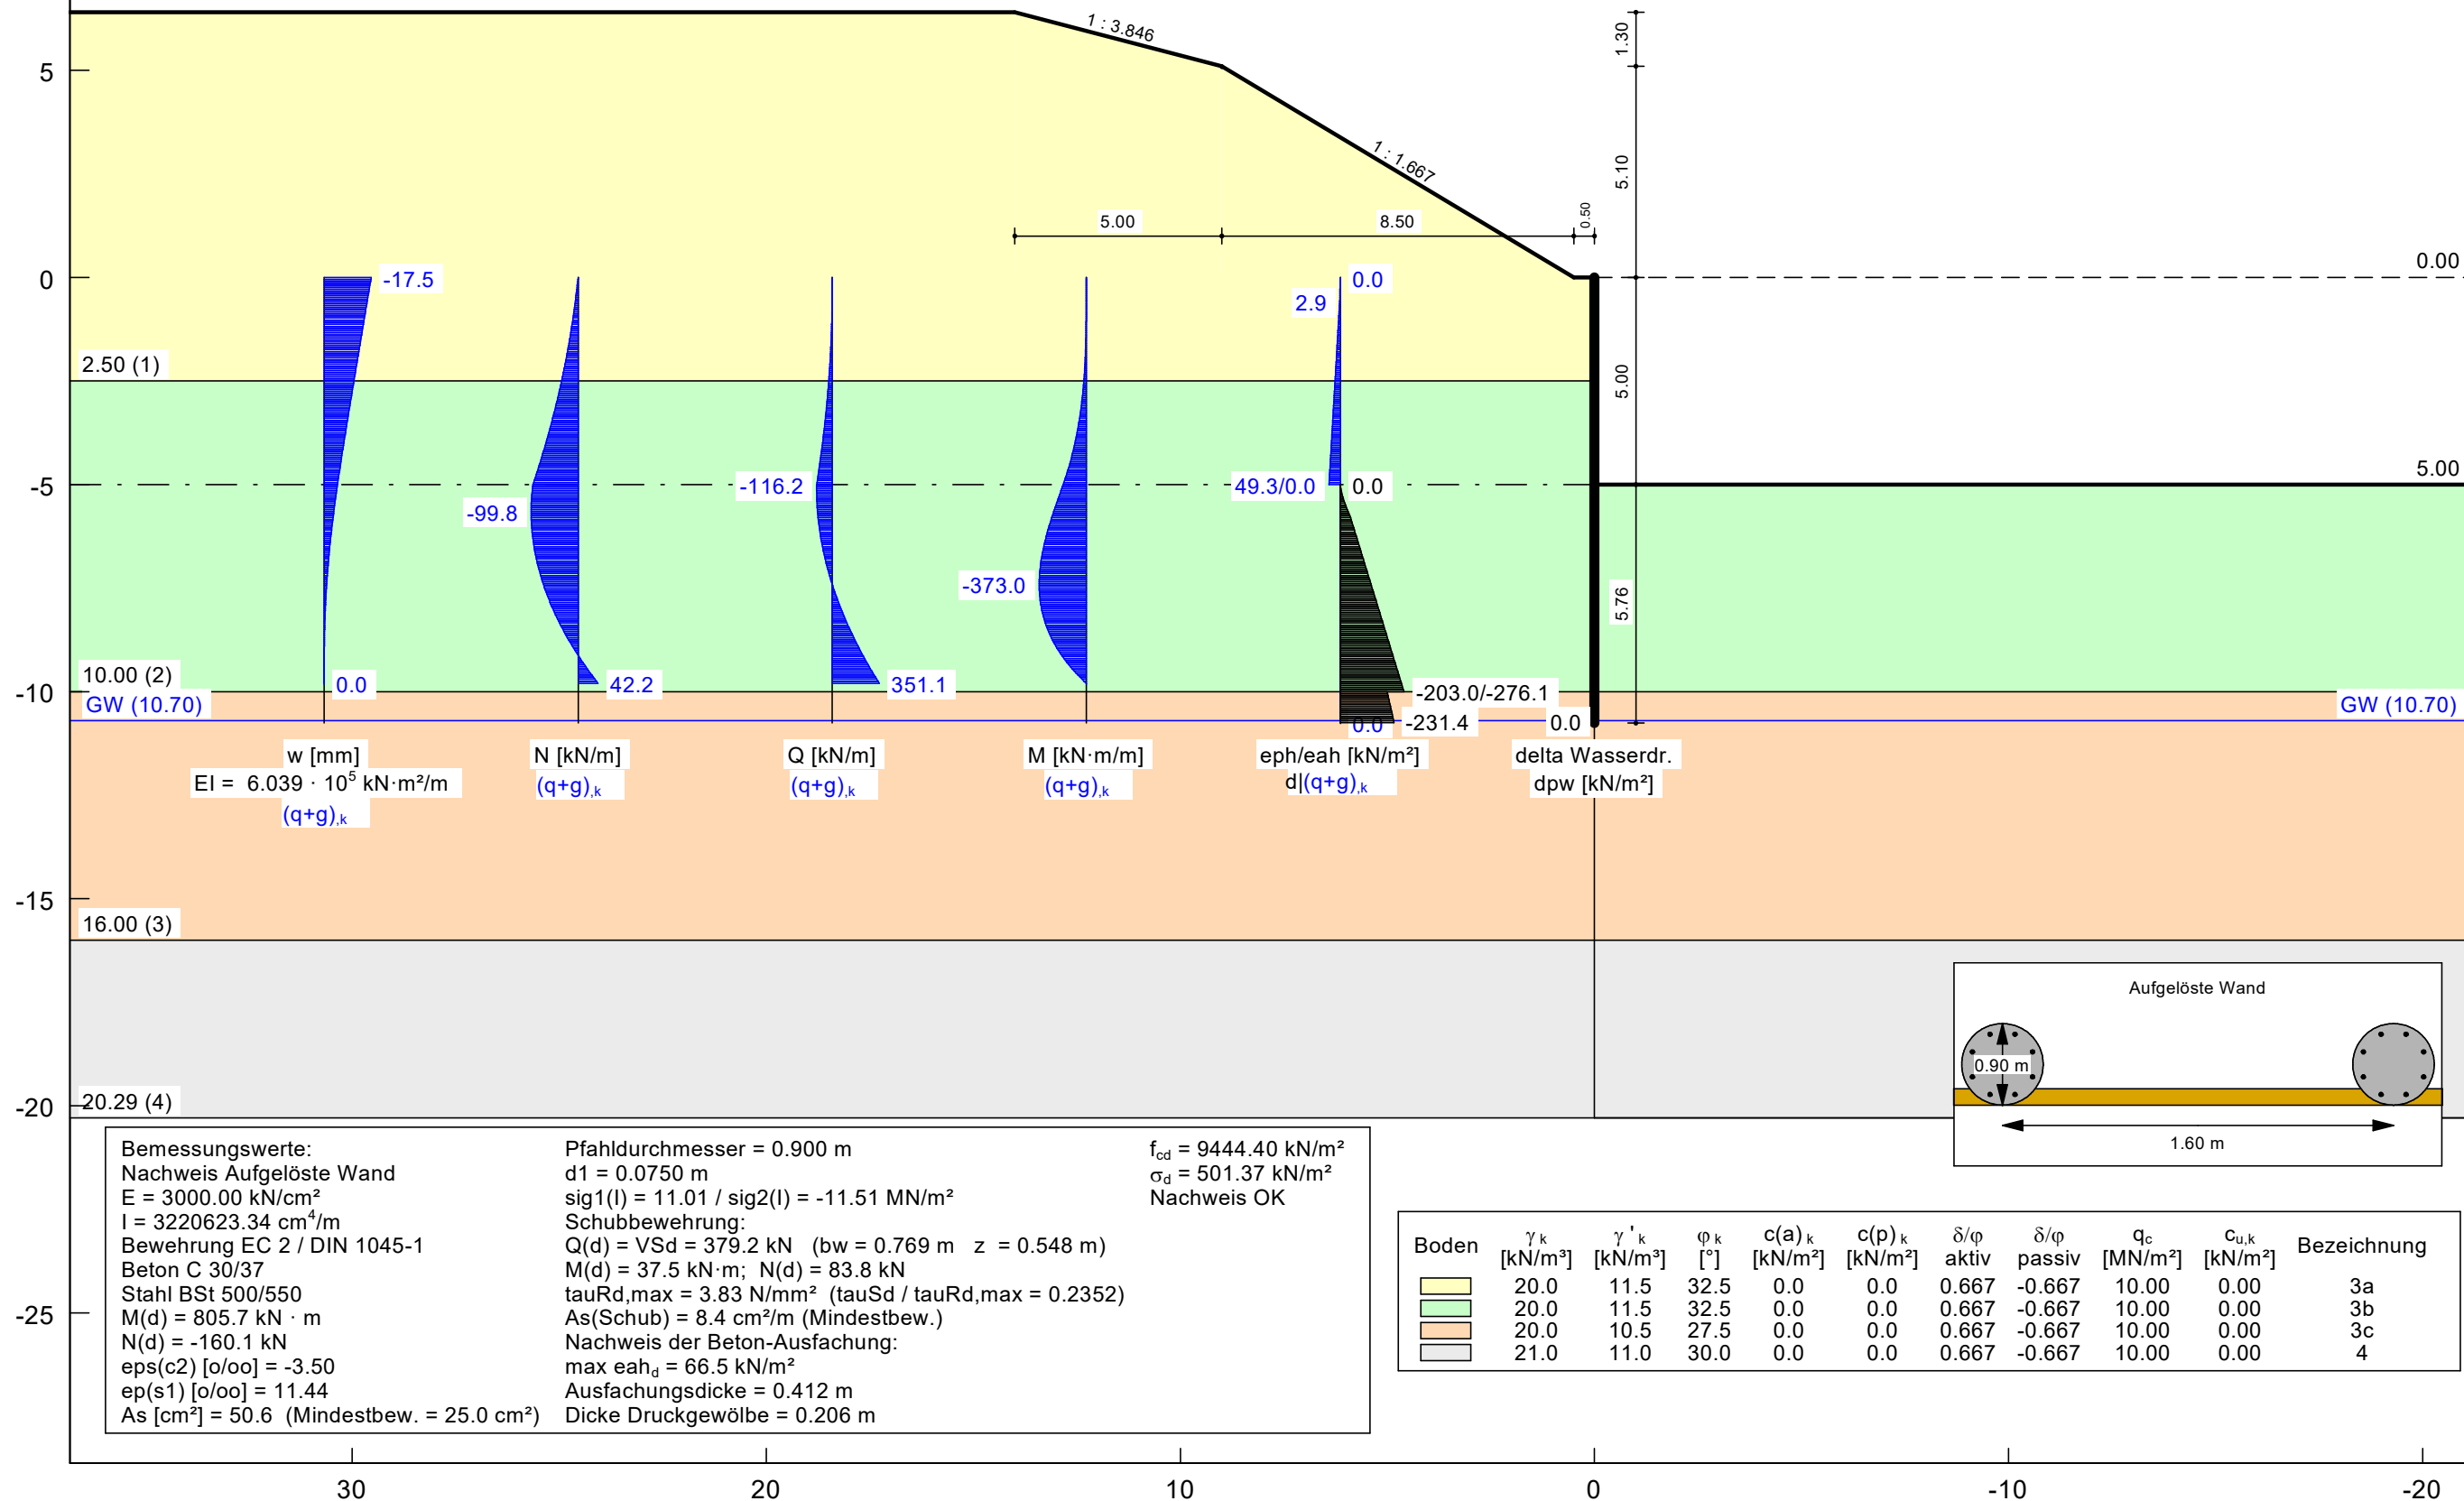 1 : 3.846
1.30
5
1 : 1.667
5.10
5.00
8.50
0.50
0
-17.5
0.0
2.9
0.00
2.50 (1)
5.00
-5
-116.2
49.3/0.0
0.0
5.00
-99.8
-373.0
5.76
10.00 (2)
0.0
42.2
351.1
-203.0/-276.1
-10
GW (10.70)
GW (10.70)
0.0
-231.4
0.0
w [mm]
EI = 6.039 · 10⁵ kN·m²/m
(q+g),k
N [kN/m]
(q+g),k
Q [kN/m]
(q+g),k
M [kN·m/m]
(q+g),k
eph/eah [kN/m²]
d|(q+g),k
delta Wasserdr.
dpw [kN/m²]
-15
16.00 (3)
Aufgelöste Wand
0.90 m
1.60 m
-20
20.29 (4)
Bemessungswerte:
Nachweis Aufgelöste Wand
E = 3000.00 kN/cm²
I = 3220623.34 cm⁴/m
Bewehrung EC 2 / DIN 1045-1
Beton C 30/37
Stahl BSt 500/550
M(d) = 805.7 kN · m
N(d) = -160.1 kN
eps(c2) [o/oo] = -3.50
ep(s1) [o/oo] = 11.44
As [cm²] = 50.6 (Mindestbew. = 25.0 cm²)
Pfahldurchmesser = 0.900 m
d1 = 0.0750 m
sig1(I) = 11.01 / sig2(I) = -11.51 MN/m²
Schubbewehrung:
Q(d) = VSd = 379.2 kN (bw = 0.769 m z = 0.548 m)
M(d) = 37.5 kN·m; N(d) = 83.8 kN
tauRd,max = 3.83 N/mm² (tauSd / tauRd,max = 0.2352)
As(Schub) = 8.4 cm²/m (Mindestbew.)
Nachweis der Beton-Ausfachung:
max eahd = 66.5 kN/m²
Ausfachungsdicke = 0.412 m
Dicke Druckgewölbe = 0.206 m
fcd = 9444.40 kN/m²
σd = 501.37 kN/m²
Nachweis OK
-25
Boden γk γ'k φk c(a)k c(p)k δ/φ δ/φ qc cu,k Bezeichnung
[kN/m³] [kN/m³] [°] [kN/m²] [kN/m²] aktiv passiv [MN/m²] [kN/m²]
20.0 11.5 32.5 0.0 0.0 0.667 -0.667 10.00 0.00 3a
20.0 11.5 32.5 0.0 0.0 0.667 -0.667 10.00 0.00 3b
20.0 10.5 27.5 0.0 0.0 0.667 -0.667 10.00 0.00 3c
21.0 11.0 30.0 0.0 0.0 0.667 -0.667 10.00 0.00 4
30 20 10 0 -10 -20